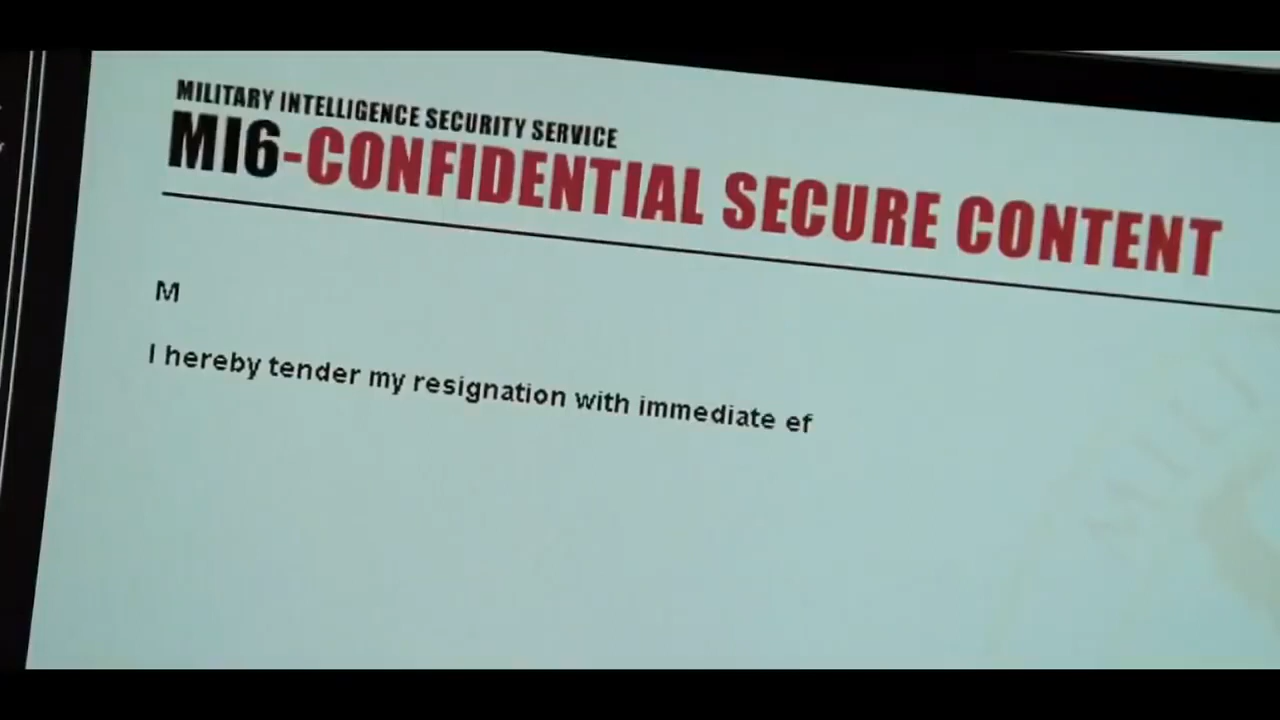 MILITARY INTELLIGENCE SECURITY SERVICE
MI6-CONFIDENTIAL SECURE CONTENT
M
I hereby tender my resignation with immediate ef